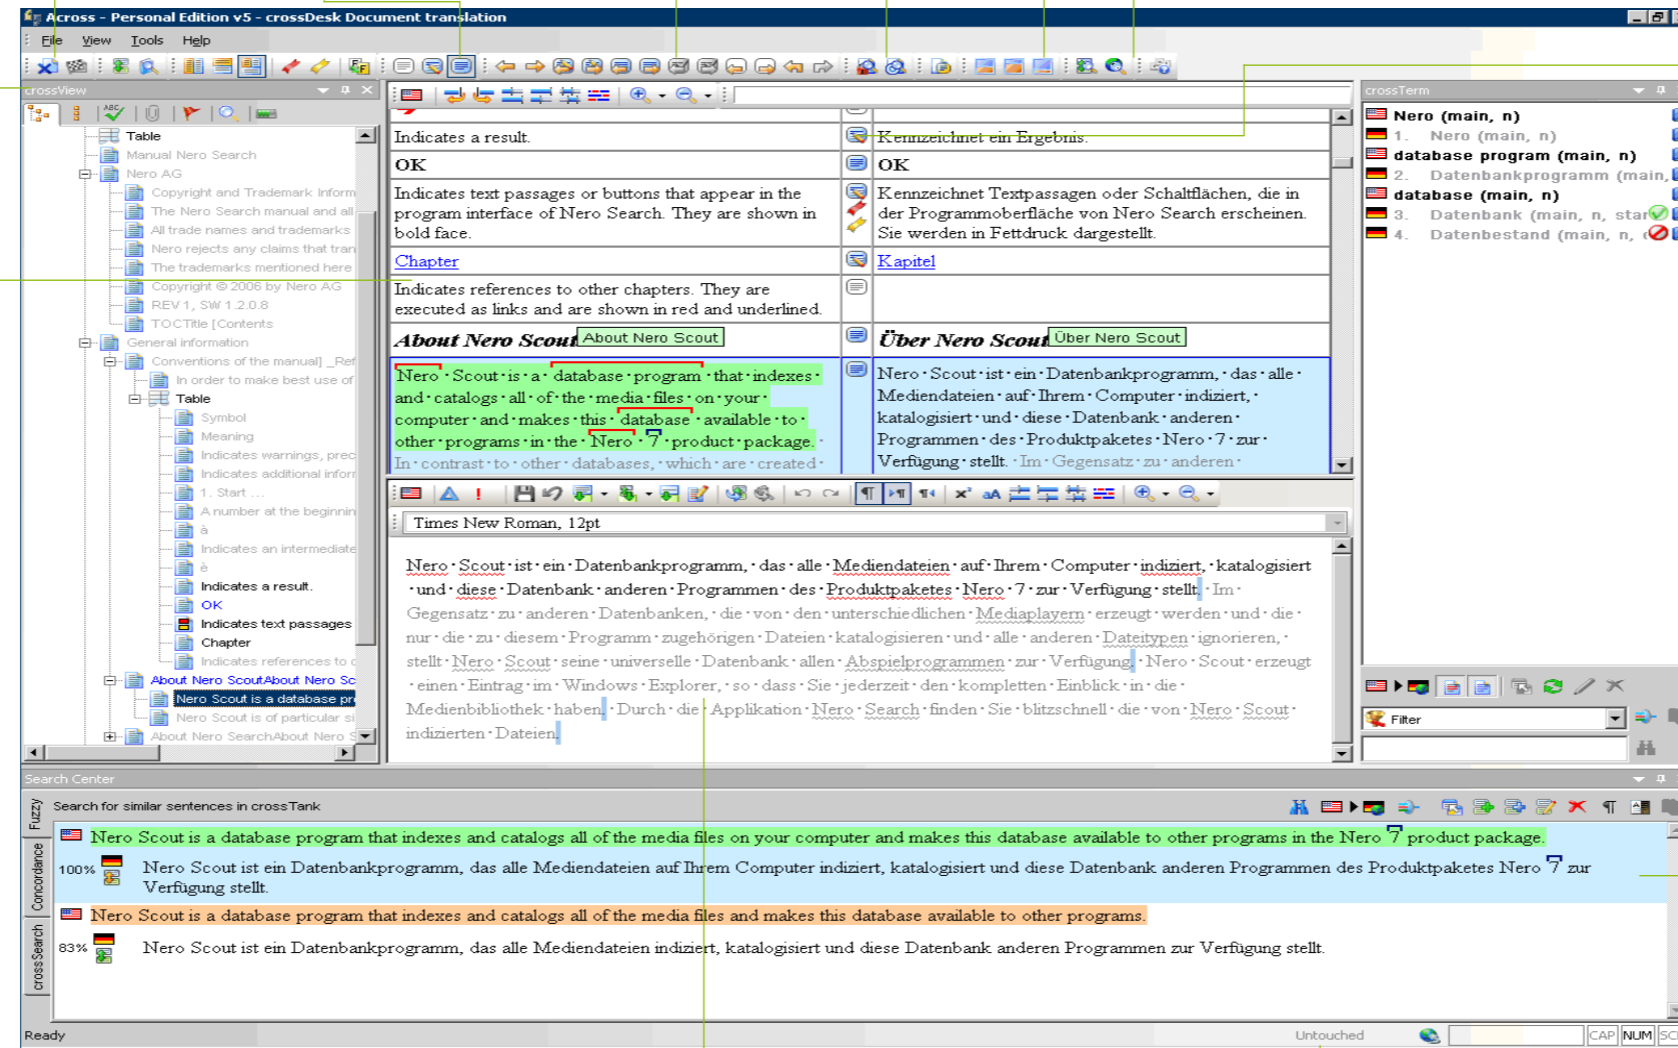 Across - Personal Edition v5 - crossDesk Document translation
File View Tools Help
crossView
ABC
Table
Manual Nero Search
Nero AG
Copyright and Trademark Inform
The Nero Search manual and all
All trade names and trademarks
Nero rejects any claims that tran
The trademarks mentioned here
Copyright © 2006 by Nero AG
REV 1, SW 1.2.0.8
TOCTitle [Contents
General information
Conventions of the manual] _Ref
In order to make best use of
Table
Symbol
Meaning
Indicates warnings, prec
Indicates additional inforr
1. Start ...
A number at the beginnin
à
Indicates an intermediate
è
Indicates a result.
OK
Indicates text passages
Chapter
Indicates references to c
About Nero ScoutAbout Nero Sc
Nero Scout is a database pr
Nero Scout is of particular si
About Nero SearchAbout Nero S
Indicates a result.
Kennzeichnet ein Ergebnis.
OK
OK
Indicates text passages or buttons that appear in the
program interface of Nero Search. They are shown in
bold face.
Kennzeichnet Textpassagen oder Schaltflächen, die in
der Programmoberfläche von Nero Search erscheinen.
Sie werden in Fettdruck dargestellt.
Chapter
Kapitel
Indicates references to other chapters. They are
executed as links and are shown in red and underlined.
About Nero Scout About Nero Scout
Über Nero Scout Über Nero Scout
Nero·Scout·is·a·database·program·that·indexes·
and·catalogs·all·of·the·media·files·on·your·
computer·and·makes·this·database·available·to·
other·programs·in·the·Nero·7·product·package.·
In·contrast·to·other·databases,·which·are·created·
Nero·Scout·ist·ein·Datenbankprogramm,·das·alle·
Mediendateien·auf·Ihrem·Computer·indiziert,·
katalogisiert·und·diese·Datenbank·anderen·
Programmen·des·Produktpaketes·Nero·7·zur·
Verfügung·stellt.·Im·Gegensatz·zu·anderen·
Times New Roman, 12pt
Nero·Scout·ist·ein·Datenbankprogramm,·das·alle·Mediendateien·auf·Ihrem·Computer·indiziert,·katalogisiert
·und·diese·Datenbank·anderen·Programmen·des·Produktpaketes·Nero·7·zur·Verfügung·stellt.·Im·
Gegensatz·zu·anderen·Datenbanken,·die·von·den·unterschiedlichen·Mediaplayern·erzeugt·werden·und·die·
nur·die·zu·diesem·Programm·zugehörigen·Dateien·katalogisieren·und·alle·anderen·Dateitypen·ignorieren,·
stellt·Nero·Scout·seine·universelle·Datenbank·allen·Abspielprogrammen·zur·Verfügung.·Nero·Scout·erzeugt
·einen·Eintrag·im·Windows·Explorer,·so·dass·Sie·jederzeit·den·kompletten·Einblick·in·die·
Medienbibliothek·haben.·Durch·die·Applikation·Nero·Search·finden·Sie·blitzschnell·die·von·Nero·Scout·
indizierten·Dateien.
crossTerm
Nero (main, n)
1. Nero (main, n)
database program (main, n)
2. Datenbankprogramm (main,
database (main, n)
3. Datenbank (main, n, star
4. Datenbestand (main, n,
Filter
Search Center
Fuzzy
Concordance
crossSearch
Search for similar sentences in crossTank
Nero Scout is a database program that indexes and catalogs all of the media files on your computer and makes this database available to other programs in the Nero 7 product package.
100% Nero Scout ist ein Datenbankprogramm, das alle Mediendateien auf Ihrem Computer indiziert, katalogisiert und diese Datenbank anderen Programmen des Produktpaketes Nero 7 zur
Verfügung stellt.
Nero Scout is a database program that indexes and catalogs all of the media files and makes this database available to other programs.
83% Nero Scout ist ein Datenbankprogramm, das alle Mediendateien indiziert, katalogisiert und diese Datenbank anderen Programmen zur Verfügung stellt.
Ready
Untouched
CAP NUM SC